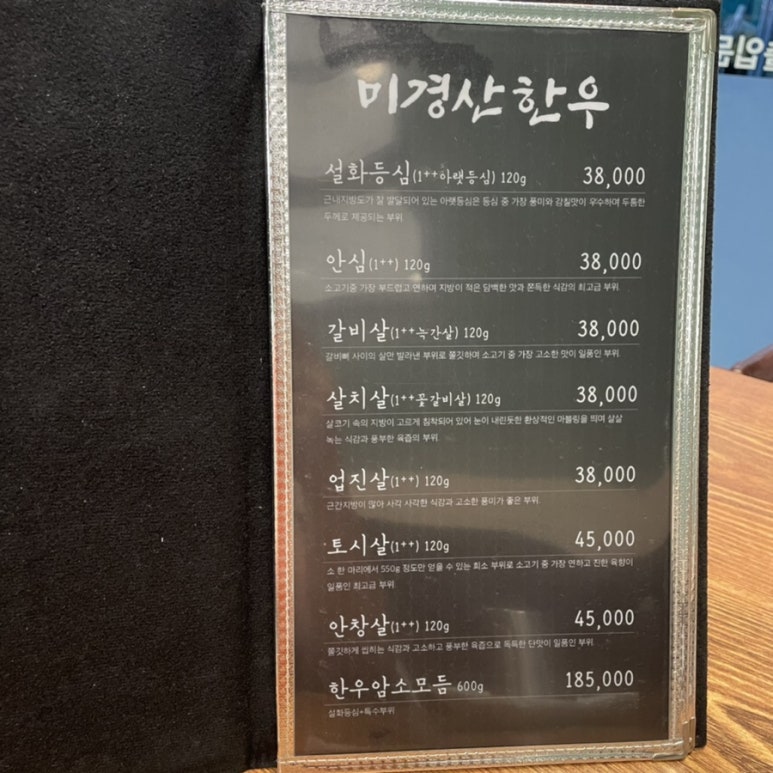 미경산한우
설화등심(1++아랫등심) 120g 38,000
근내지방도가 잘 발달되어 있는 아랫등심은 등심 중 가장 풍미와 감칠맛이 우수하며 두툼한
두께로 제공되는 부위
안심(1++) 120g 38,000
소고기중 가장 부드럽고 연하며 지방이 적은 담백한 맛과 쫀득한 식감의 최고급 부위
갈비살(1++늑간살) 120g 38,000
갈비뼈 사이의 살만 발라낸 부위로 쫄깃하며 소고기 중 가장 고소한 맛이 일품인 부위
살치살(1++꽃갈비살) 120g 38,000
살코기 속의 지방이 고르게 침착되어 있어 눈이 내린듯한 환상적인 마블링을 띄며 살살
녹는 식감과 풍부한 육즙의 부위
업진살(1++) 120g 38,000
근간지방이 많아 사각 사각한 식감과 고소한 풍미가 좋은 부위
토시살(1++) 120g 45,000
소 한 마리에서 550g 정도만 얻을 수 있는 희소 부위로 소고기 중 가장 연하고 진한 육향이
일품인 최고급 부위
안창살(1++) 120g 45,000
쫄깃하게 씹히는 식감과 고소하고 풍부한 육즙으로 독특한 단맛이 일품인 부위
한우암소모듬 600g 185,000
설화등심+특수부위